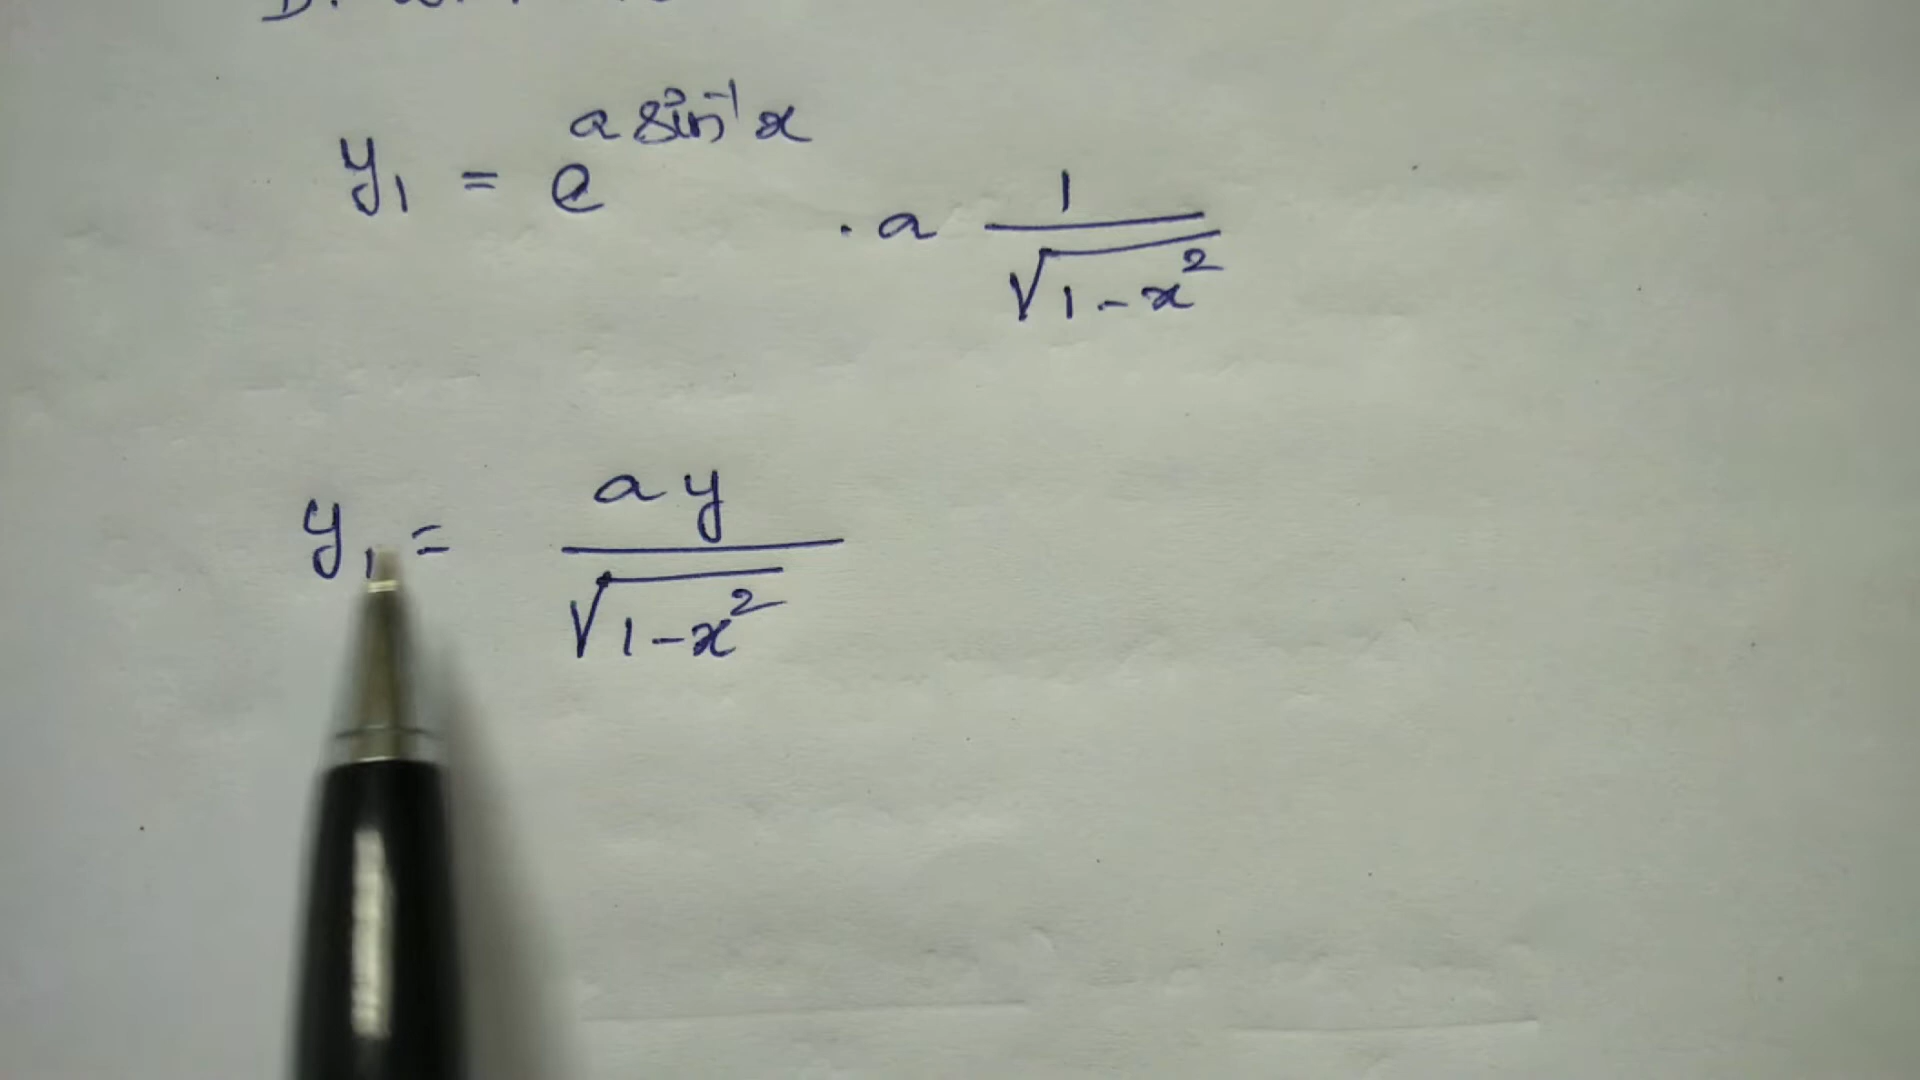 y₁ = e^(a sin⁻¹x) · a 1/√(1-x²)
y₁ = ay/√(1-x²)